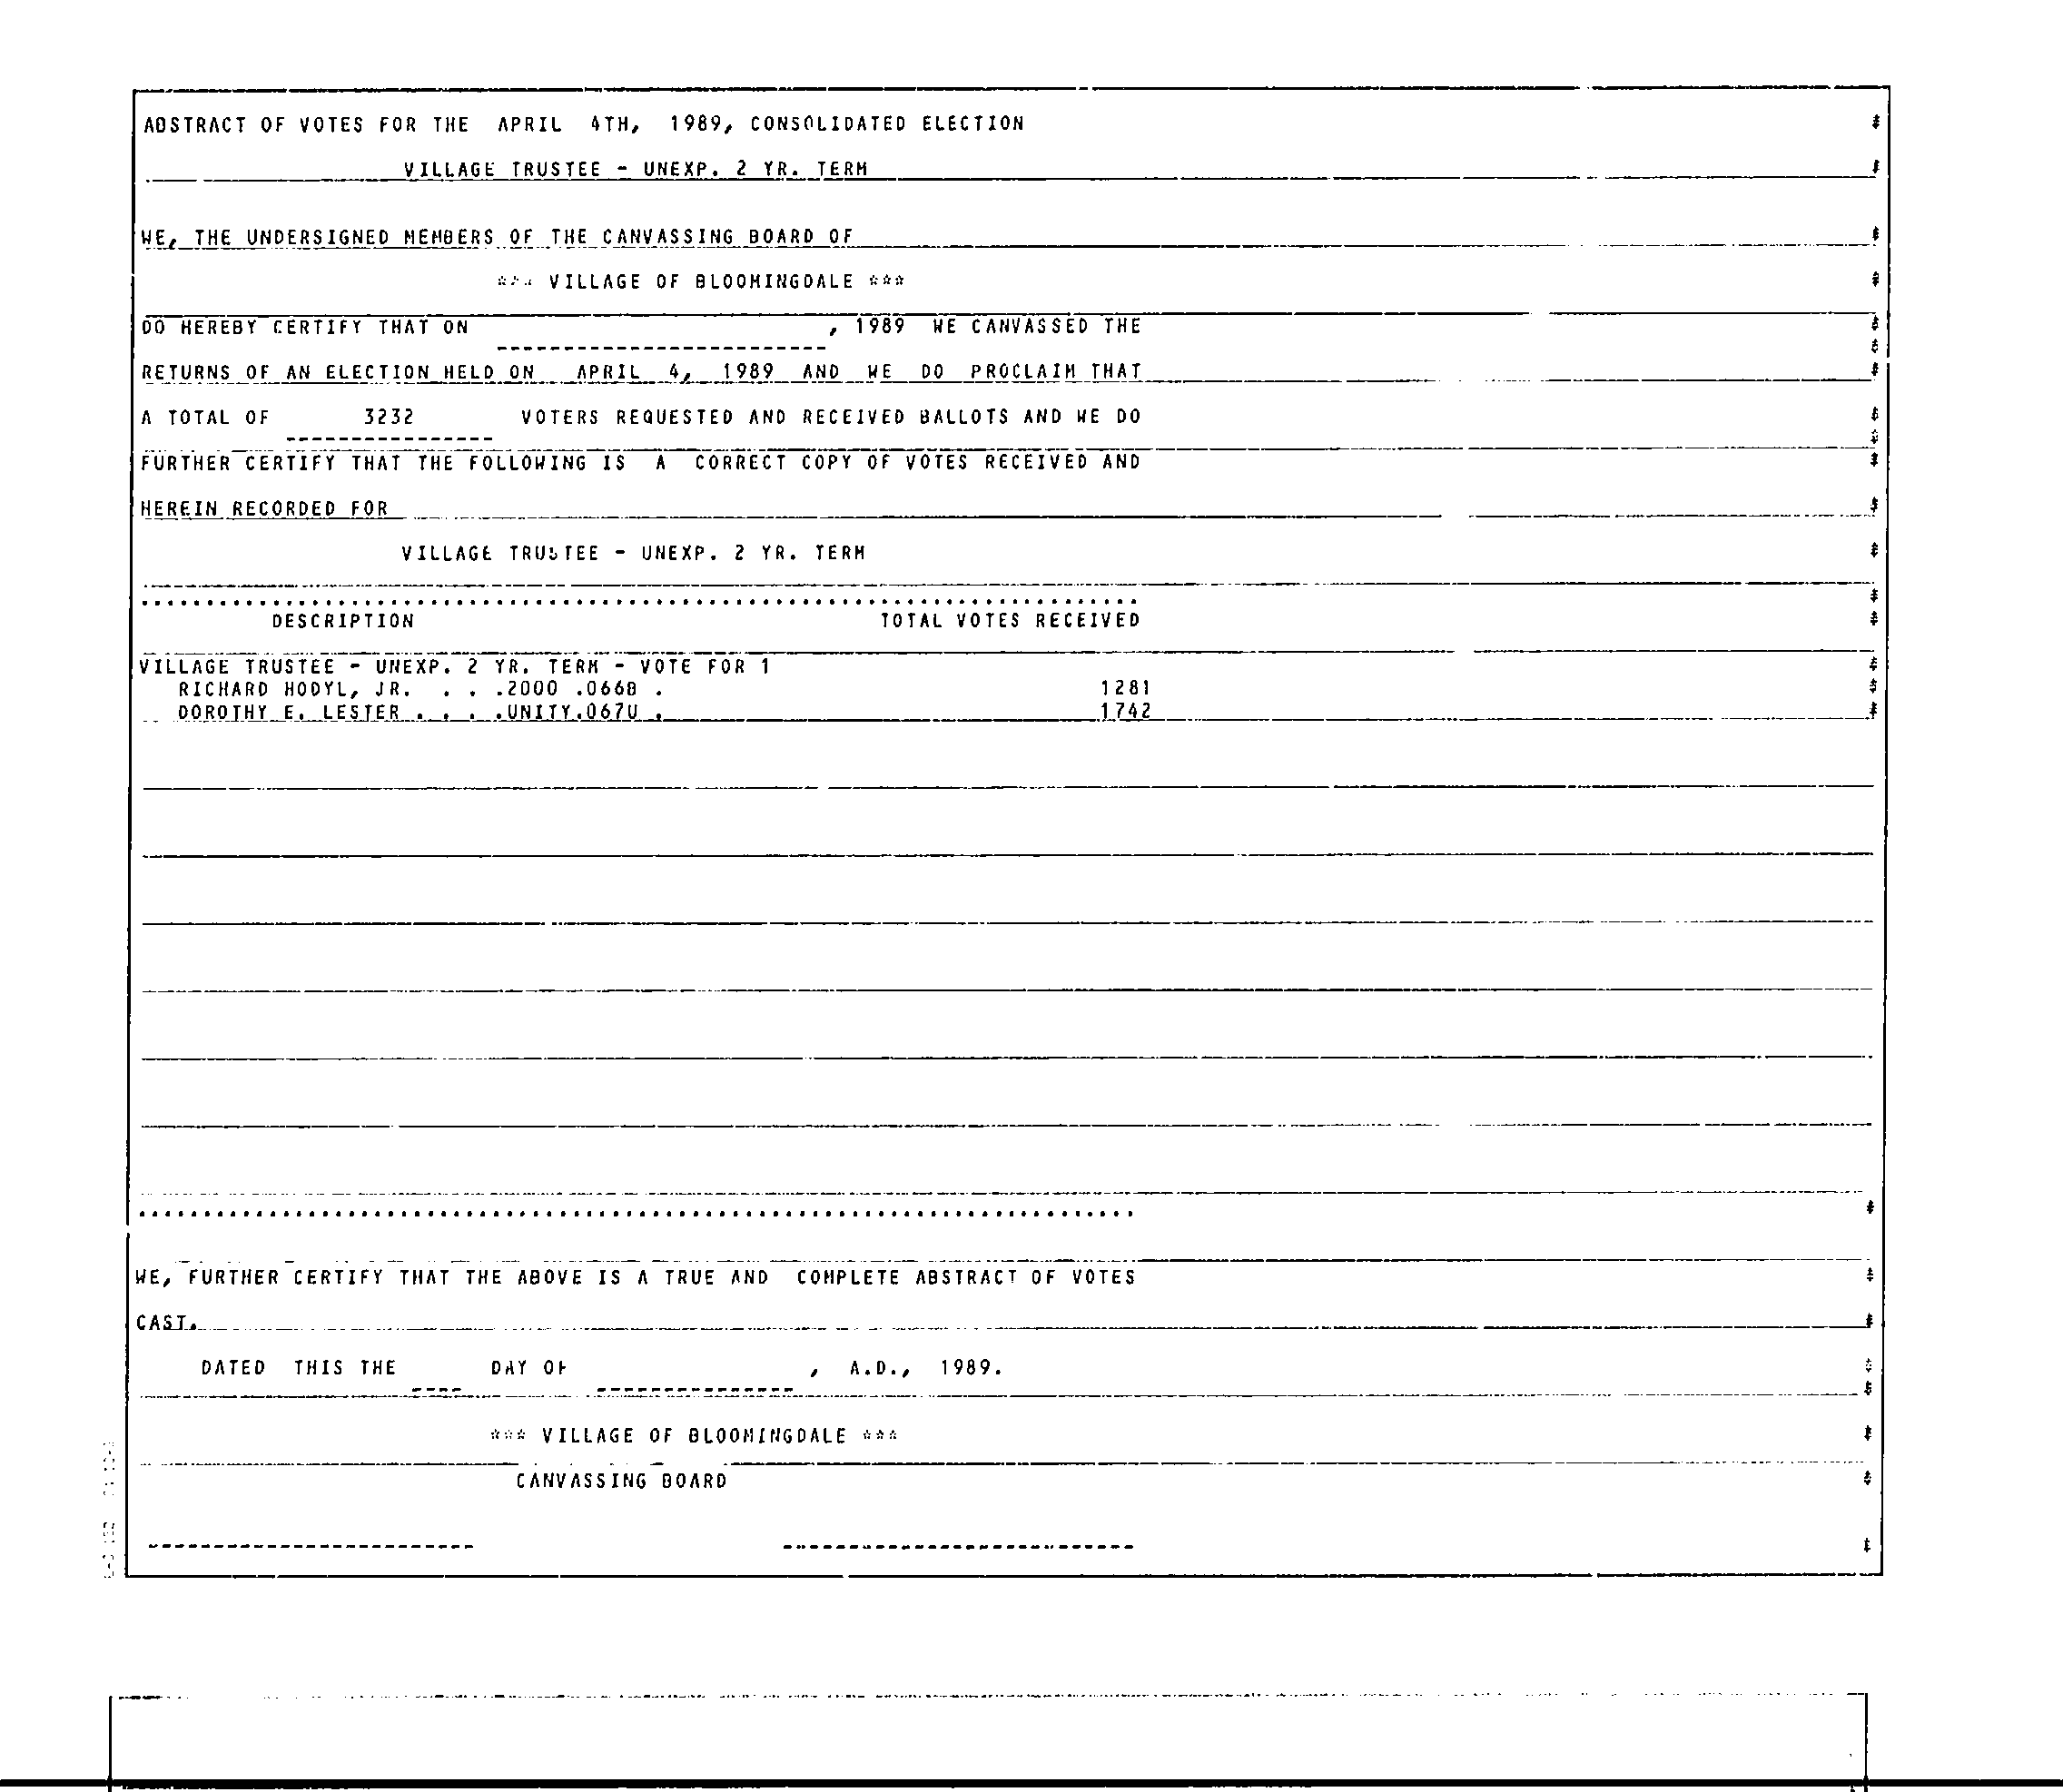 ABSTRACT OF VOTES FOR THE APRIL 4TH, 1989, CONSOLIDATED ELECTION
VILLAGE TRUSTEE - UNEXP. 2 YR. TERM
WE, THE UNDERSIGNED MEMBERS OF THE CANVASSING BOARD OF
*** VILLAGE OF BLOOMINGDALE ***
DO HEREBY CERTIFY THAT ON , 1989 WE CANVASSED THE
RETURNS OF AN ELECTION HELD ON APRIL 4, 1989 AND WE DO PROCLAIM THAT
A TOTAL OF 3232 VOTERS REQUESTED AND RECEIVED BALLOTS AND WE DO
FURTHER CERTIFY THAT THE FOLLOWING IS A CORRECT COPY OF VOTES RECEIVED AND
HEREIN RECORDED FOR
VILLAGE TRUSTEE - UNEXP. 2 YR. TERM
DESCRIPTION TOTAL VOTES RECEIVED
VILLAGE TRUSTEE - UNEXP. 2 YR. TERM - VOTE FOR 1
RICHARD HODYL, JR. . . .2000 .066B . 1281
DOROTHY E. LESTER . . . .UNITY.067U . 1742
WE, FURTHER CERTIFY THAT THE ABOVE IS A TRUE AND COMPLETE ABSTRACT OF VOTES
CAST.
DATED THIS THE DAY OF , A.D., 1989.
*** VILLAGE OF BLOOMINGDALE ***
CANVASSING BOARD